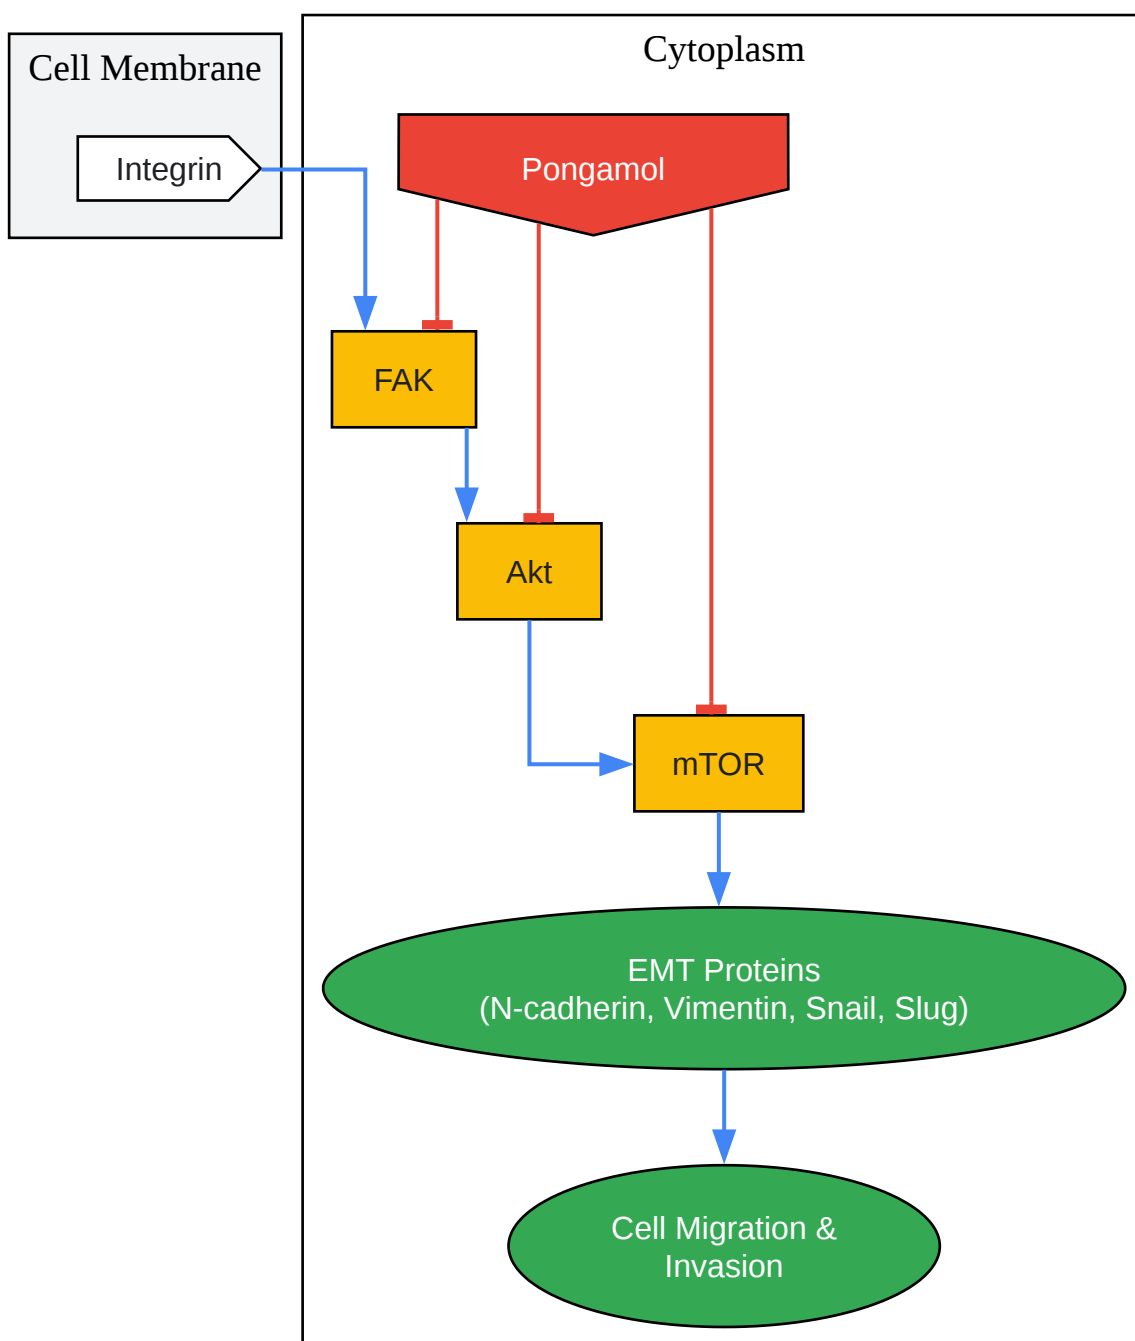 Cell Membrane
Integrin
Cytoplasm
Pongamol
FAK
Akt
mTOR
EMT Proteins
(N-cadherin, Vimentin, Snail, Slug)
Cell Migration &
Invasion